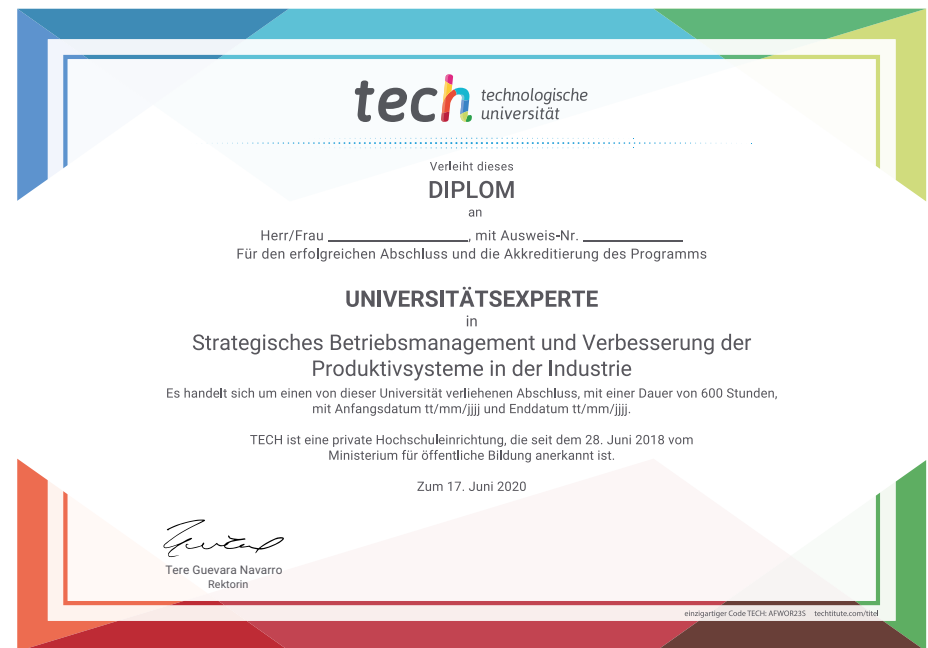 tech technologische
universität
Verleiht dieses
DIPLOM
an
Herr/Frau ____________________, mit Ausweis-Nr. ______________
Für den erfolgreichen Abschluss und die Akkreditierung des Programms
UNIVERSITÄTSEXPERTE
in
Strategisches Betriebsmanagement und Verbesserung der
Produktivsysteme in der Industrie
Es handelt sich um einen von dieser Universität verliehenen Abschluss, mit einer Dauer von 600 Stunden,
mit Anfangsdatum tt/mm/jjjj und Enddatum tt/mm/jjjj.
TECH ist eine private Hochschuleinrichtung, die seit dem 28. Juni 2018 vom
Ministerium für öffentliche Bildung anerkannt ist.
Zum 17. Juni 2020
Tere Guevara Navarro
Rektorin
einzigartiger Code TECH: AFWOR23S techtitute.com/titel